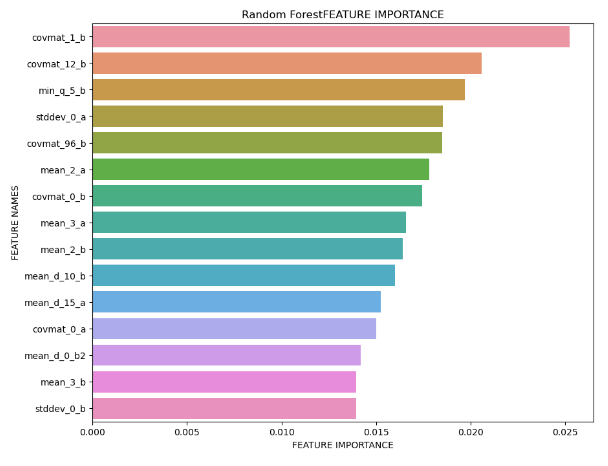 Random ForestFEATURE IMPORTANCE
covmat_1_b
covmat_12_b
min_q_5_b
stddev_0_a
covmat_96_b
mean_2_a
covmat_0_b
mean_3_a
mean_2_b
mean_d_10_b
mean_d_15_a
covmat_0_a
mean_d_0_b2
mean_3_b
stddev_0_b
FEATURE NAMES
0.000 0.005 0.010 0.015 0.020 0.025
FEATURE IMPORTANCE